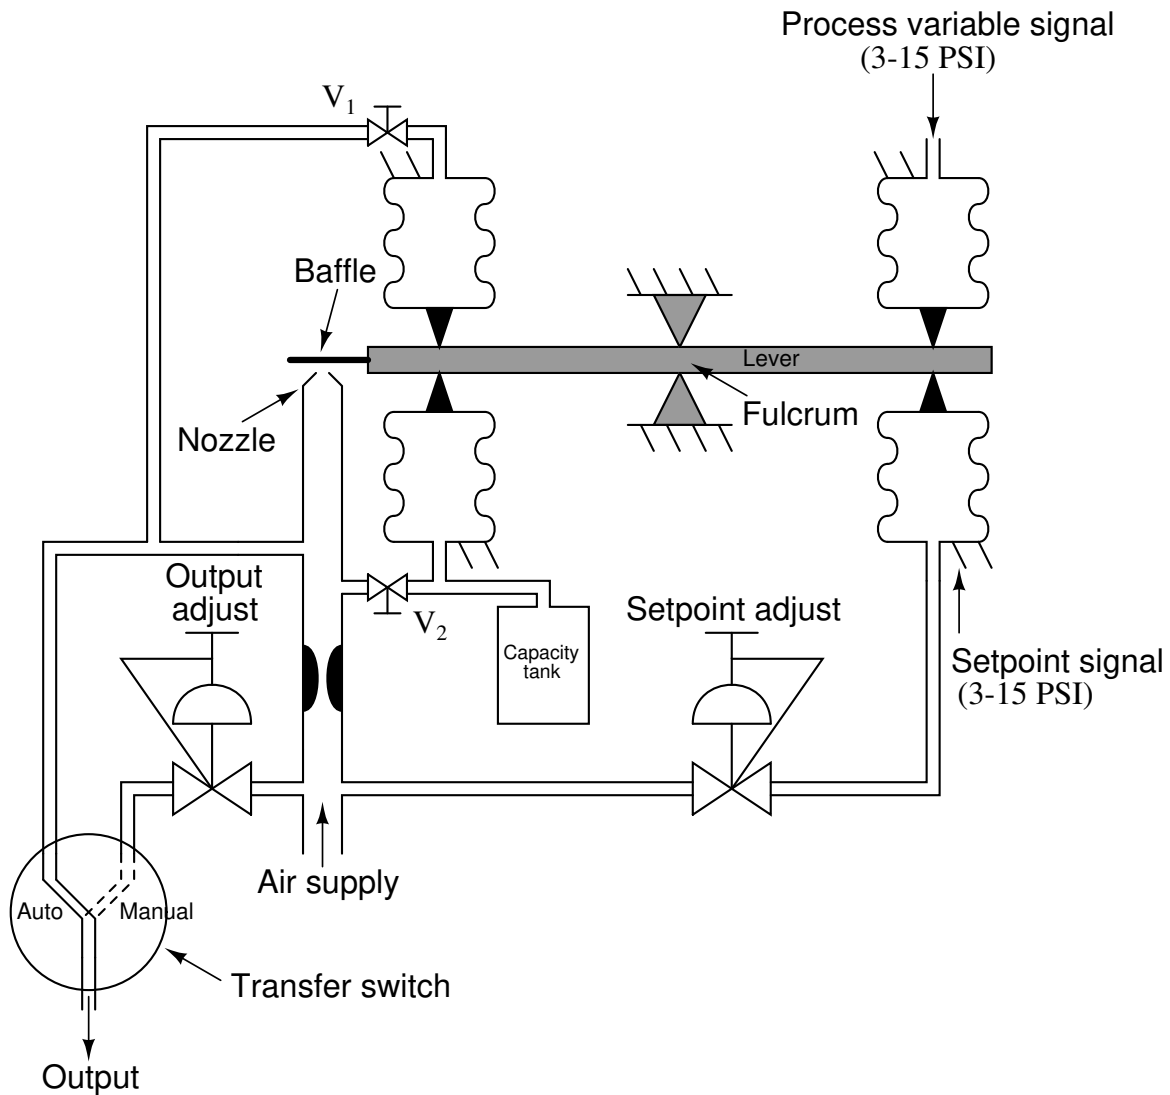 Process variable signal
(3-15 PSI)
V1
Baffle
Lever
Fulcrum
Nozzle
Output
adjust
V2
Capacity
tank
Setpoint adjust
Setpoint signal
(3-15 PSI)
Air supply
Auto
Manual
Transfer switch
Output